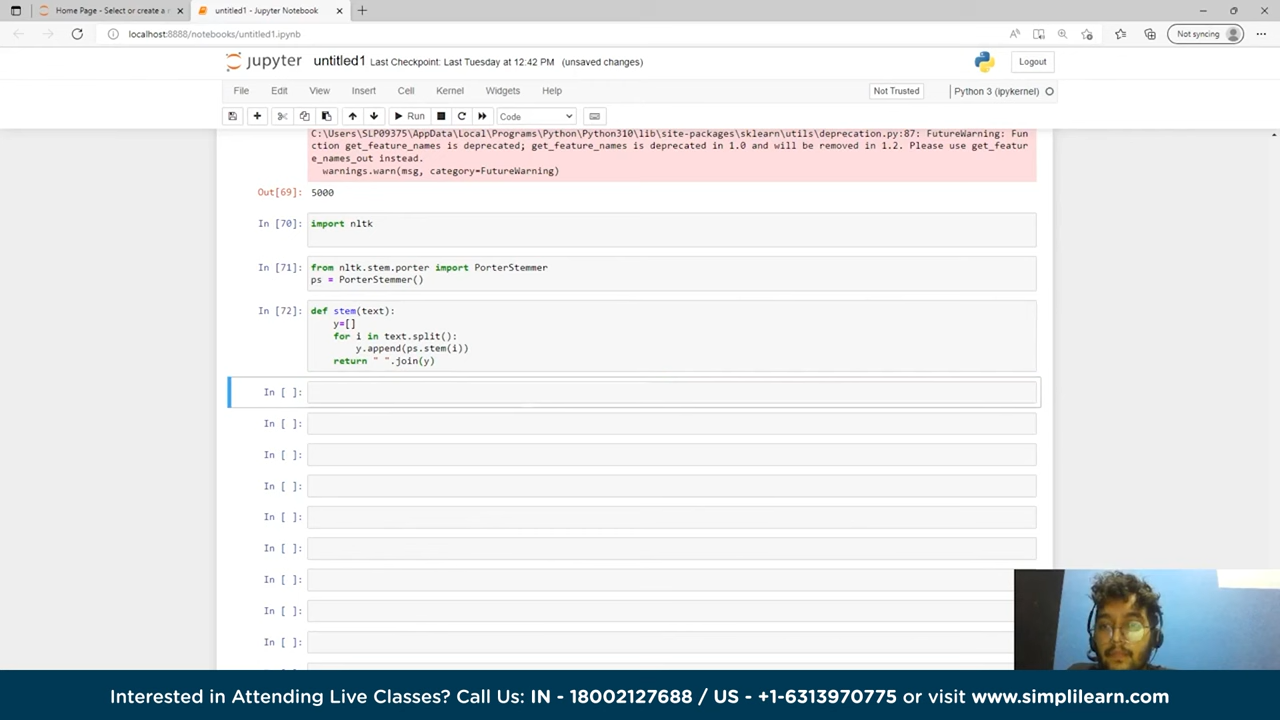 Home Page - Select or create a n
untitled1 - Jupyter Notebook
localhost:8888/notebooks/untitled1.ipynb
Not syncing
jupyter untitled1 Last Checkpoint: Last Tuesday at 12:42 PM (unsaved changes)
Logout
File Edit View Insert Cell Kernel Widgets Help
Not Trusted
Python 3 (ipykernel)
Run
Code
C:\Users\SLP09375\AppData\Local\Programs\Python\Python310\lib\site-packages\sklearn\utils\deprecation.py:87: FutureWarning: Fun
ction get_feature_names is deprecated; get_feature_names is deprecated in 1.0 and will be removed in 1.2. Please use get_featur
e_names_out instead.
warnings.warn(msg, category=FutureWarning)
Out[69]: 5000
In [70]: import nltk
In [71]: from nltk.stem.porter import PorterStemmer
ps = PorterStemmer()
In [72]: def stem(text):
y=[]
for i in text.split():
y.append(ps.stem(i))
return " ".join(y)
In [ ]:
In [ ]:
In [ ]:
In [ ]:
In [ ]:
In [ ]:
In [ ]:
In [ ]:
In [ ]:
Interested in Attending Live Classes? Call Us: IN - 18002127688 / US - +1-6313970775 or visit www.simplilearn.com